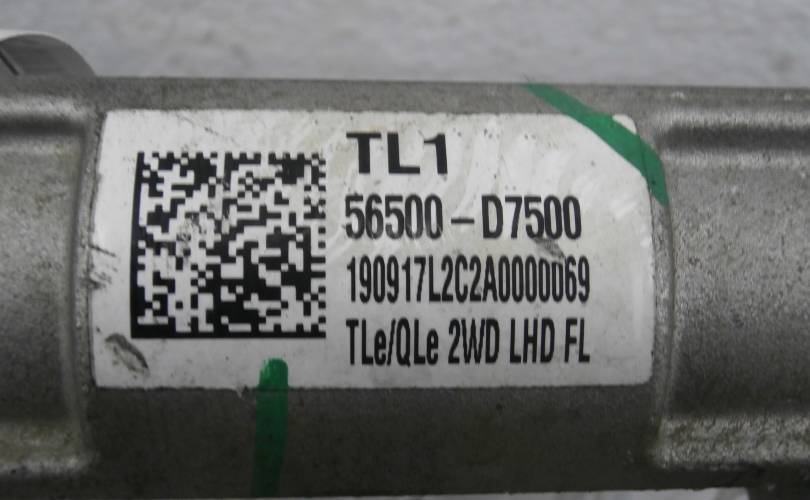 TL1
56500-D7500
190917L2C2A0000069
TLe/QLe 2WD LHD FL